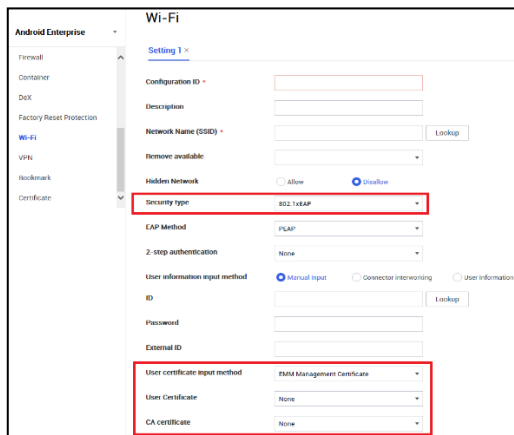 Wi-Fi
Android Enterprise
Setting 1 ×
Firewall
Container
DeX
Factory Reset Protection
Wi-Fi
VPN
Bookmark
Certificate
Configuration ID *
Description
Network Name (SSID) * Lookup
Remove available
Hidden Network Allow Disallow
Security type 802.1xEAP
EAP Method PEAP
2-step authentication None
User information input method Manual Input Connector interworking User Information
ID Lookup
Password
External ID
User certificate input method EMM Management Certificate
User Certificate None
CA certificate None